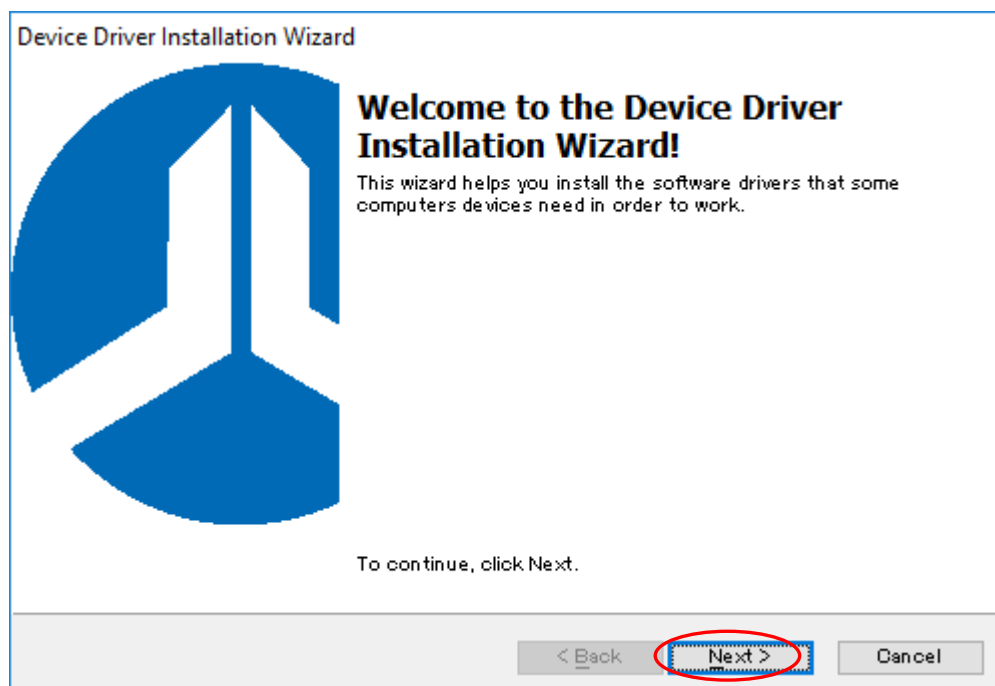 Device Driver Installation Wizard
Welcome to the Device Driver
Installation Wizard!
This wizard helps you install the software drivers that some
computers devices need in order to work.
To continue, click Next.
< Back
Next >
Cancel